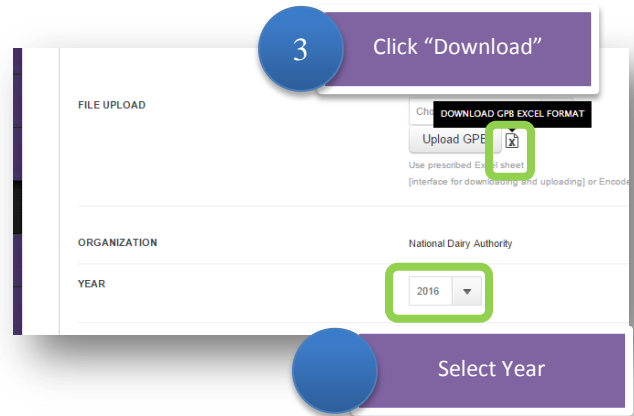 3
Click “Download”
FILE UPLOAD
DOWNLOAD GPB EXCEL FORMAT
Upload GPB
Use prescribed Excel sheet
[interface for downloading and uploading] or Encode
ORGANIZATION
National Dairy Authority
YEAR
2016
Select Year